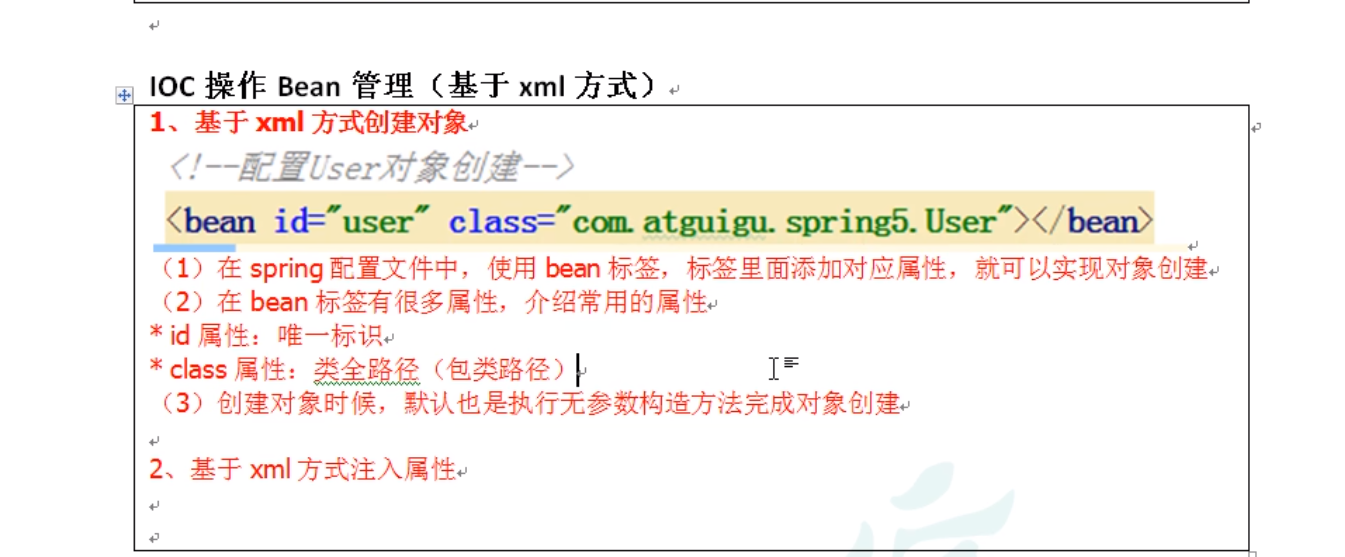 IOC 操作 Bean 管理（基于 xml 方式）
1、基于 xml 方式创建对象
<!--配置User对象创建-->
<bean id="user" class="com.atguigu.spring5.User"></bean>
（1）在 spring 配置文件中，使用 bean 标签，标签里面添加对应属性，就可以实现对象创建
（2）在 bean 标签有很多属性，介绍常用的属性
* id 属性：唯一标识
* class 属性：类全路径（包类路径）
（3）创建对象时候，默认也是执行无参数构造方法完成对象创建
2、基于 xml 方式注入属性